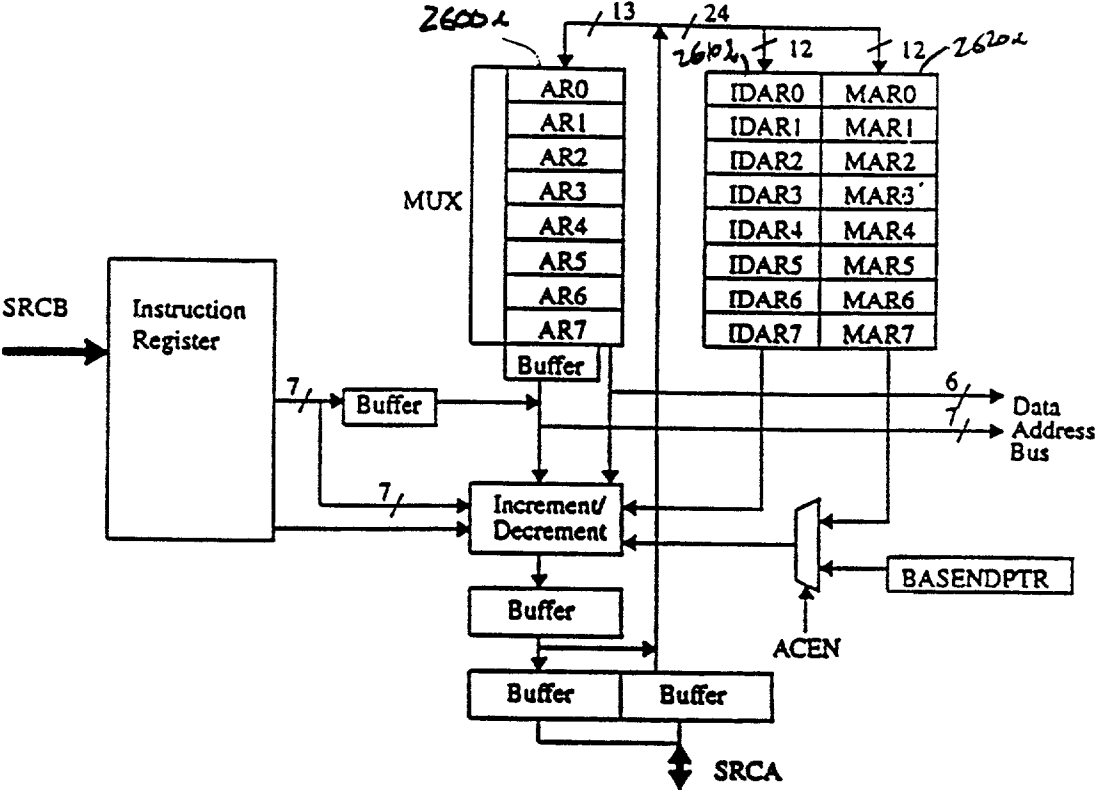 13 24
2600a
12 12
2610a 2620a
AR0 IDAR0 MAR0
AR1 IDAR1 MAR1
AR2 IDAR2 MAR2
MUX AR3 IDAR3 MAR3
AR4 IDAR4 MAR4
AR5 IDAR5 MAR5
AR6 IDAR6 MAR6
AR7 IDAR7 MAR7
SRCB
Instruction
Register
Buffer
7
Buffer
6
7
Data
Address
Bus
7
Increment/
Decrement
BASENDPTR
Buffer
ACEN
Buffer Buffer
SRCA